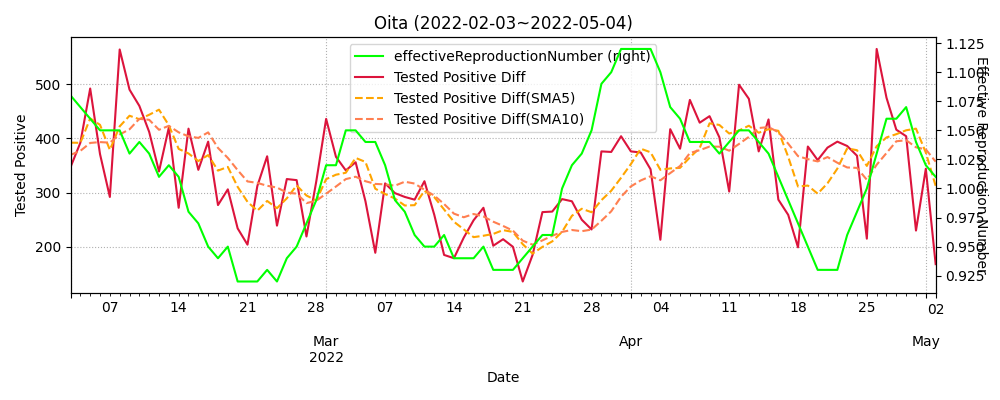 Oita (2022-02-03~2022-05-04)
effectiveReproductionNumber (right)
Tested Positive Diff
Tested Positive Diff(SMA5)
Tested Positive Diff(SMA10)
Tested Positive
500
400
300
200
1.125
1.100
1.075
1.050
1.025
1.000
0.975
0.950
0.925
Effective Reproduction Number
07 14 21 28 07 14 21 28 04 11 18 25 02
Mar Apr May
2022
Date